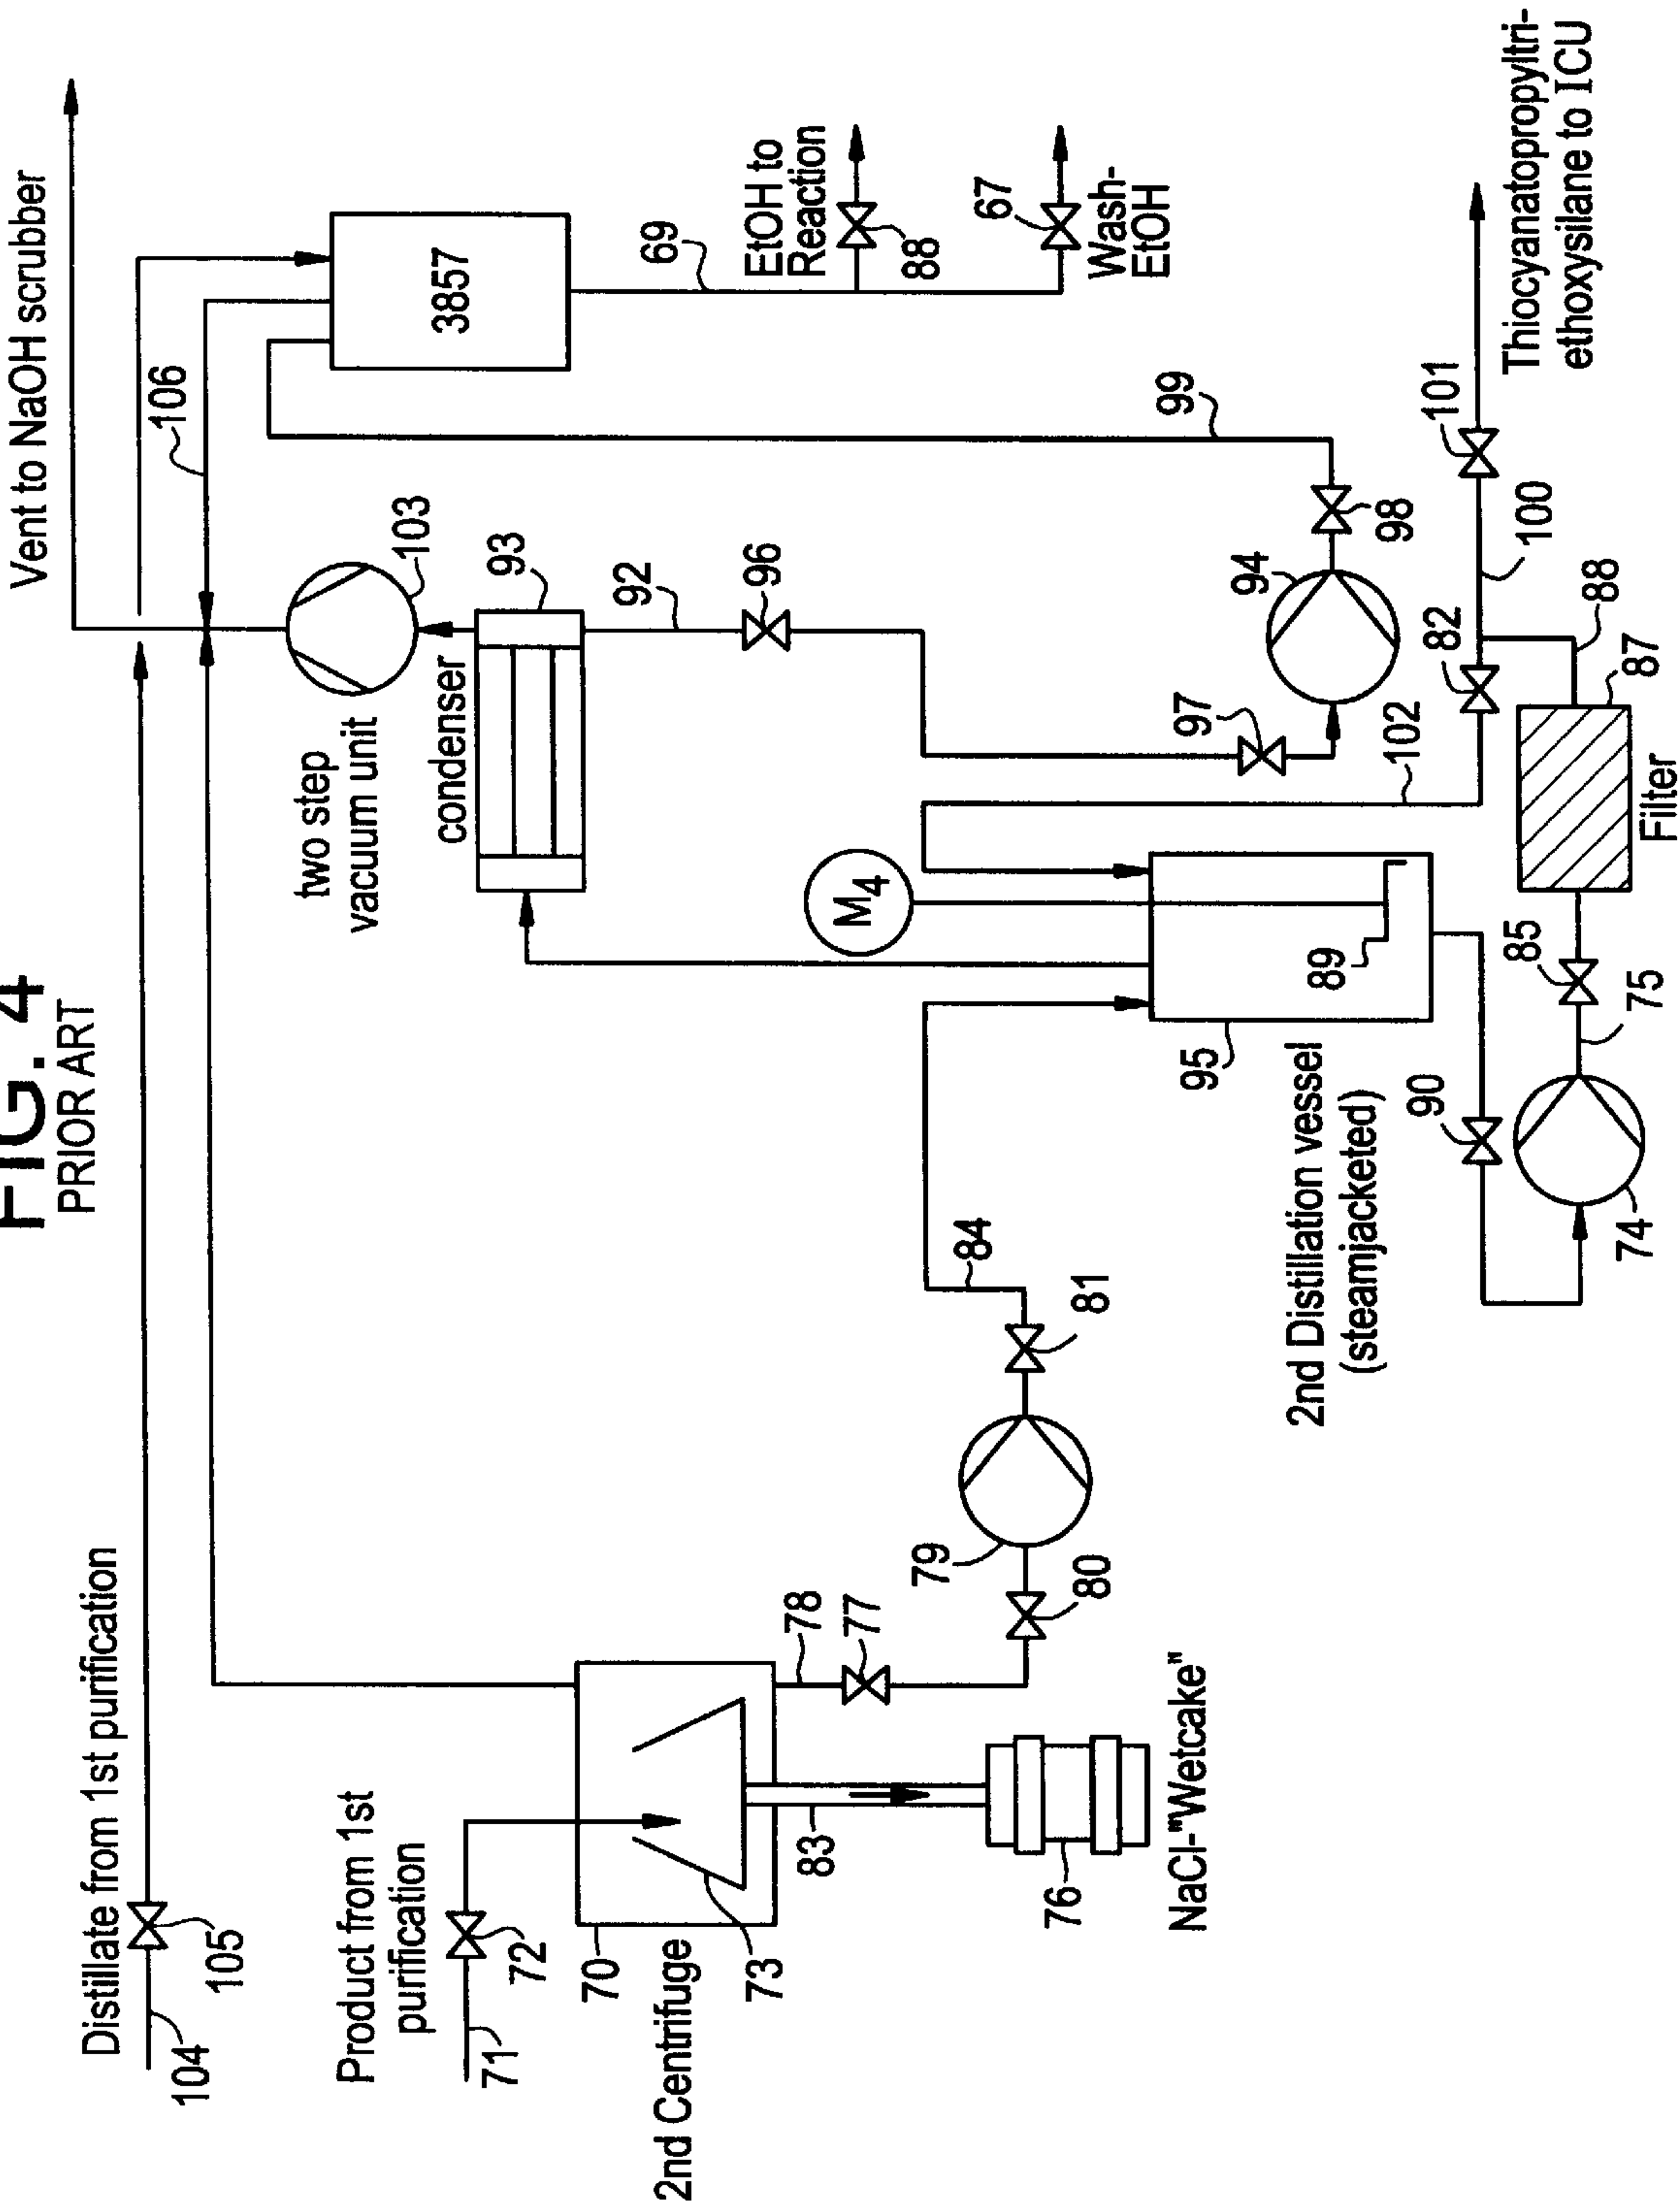 FIG. 4
PRIOR ART
Vent to NaOH scrubber
Distillate from 1st purification
104
105
106
Product from 1st
purification
71
72
70
2nd Centrifuge
73
83
76
NaCl-"Wetcake"
78
77
80
79
81
84
two step
vacuum unit
103
condenser
93
92
96
97
94
98
99
3857
69
EtOH to
Reaction
88
67
Wash-
EtOH
M4
89
95
2nd Distillation vessel
(steamjacketed)
90
74
75
85
Filter
87
88
82
102
100
101
Thiocyanatopropyltri-
ethoxysilane to ICU